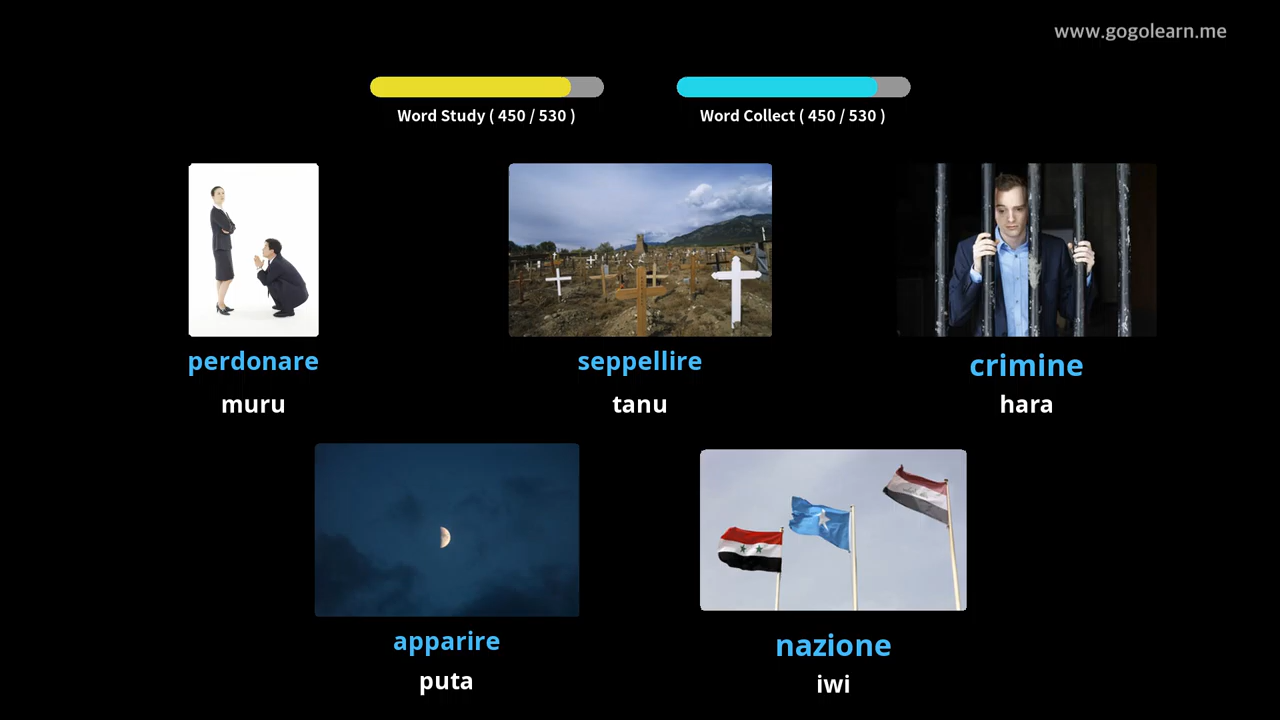 www.gogolearn.me
Word Study ( 450 / 530 )
Word Collect ( 450 / 530 )
perdonare
muru
seppellire
tanu
crimine
hara
apparire
puta
nazione
iwi